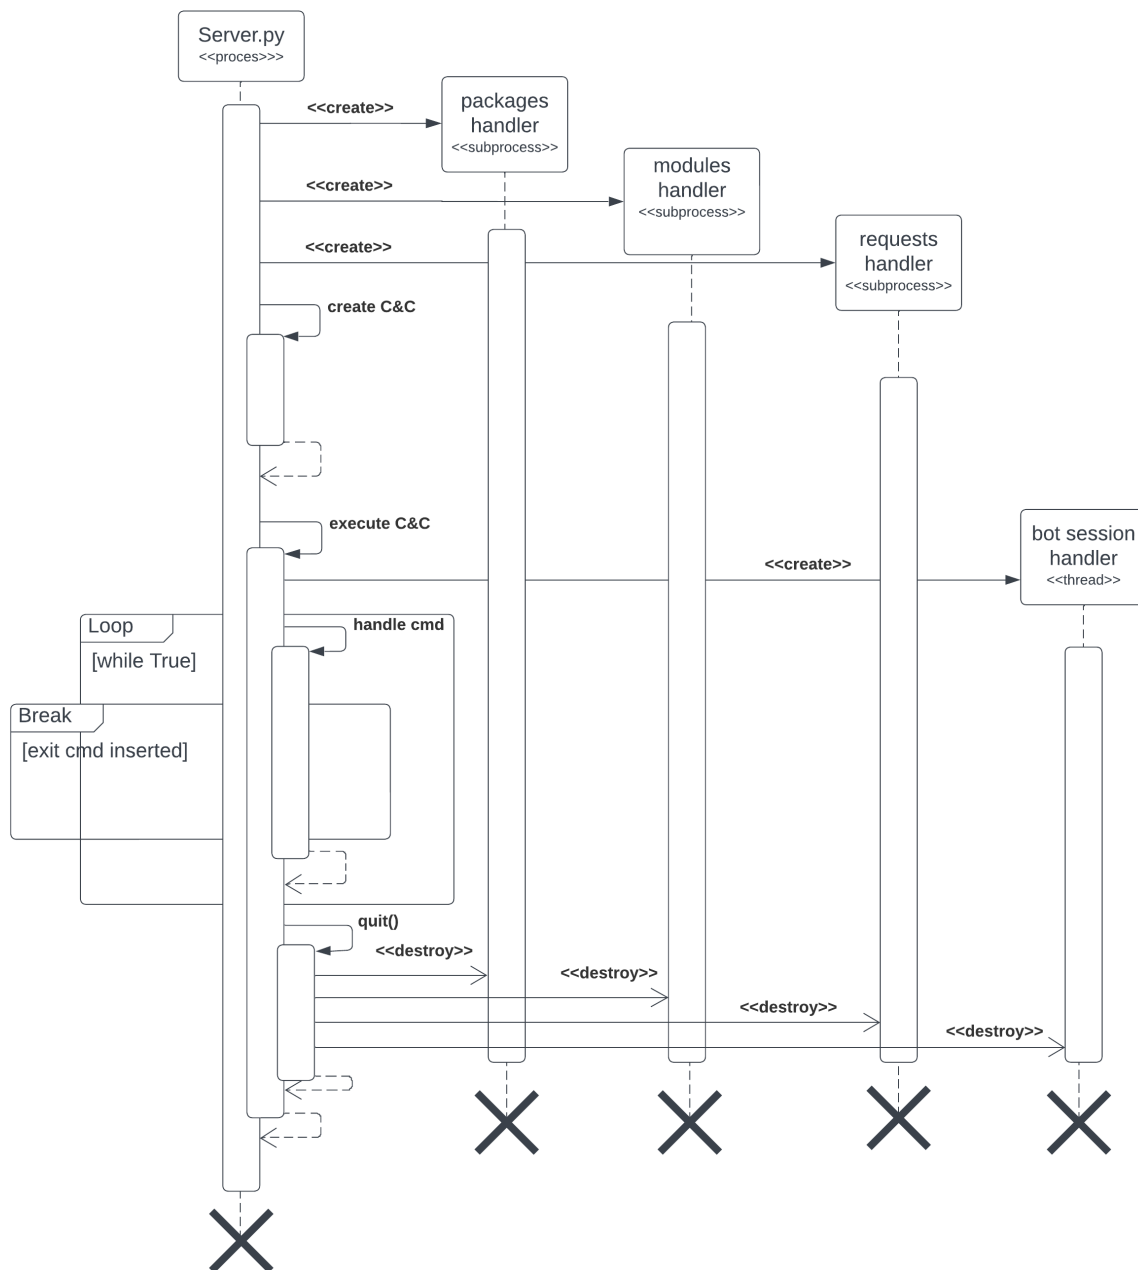 Server.py
<<proces>>>
packages
handler
<<subprocess>>
<<create>>
modules
handler
<<subprocess>>
<<create>>
requests
handler
<<subprocess>>
<<create>>
create C&C
execute C&C
bot session
handler
<<thread>>
<<create>>
Loop
handle cmd
[while True]
Break
[exit cmd inserted]
quit()
<<destroy>>
<<destroy>>
<<destroy>>
<<destroy>>